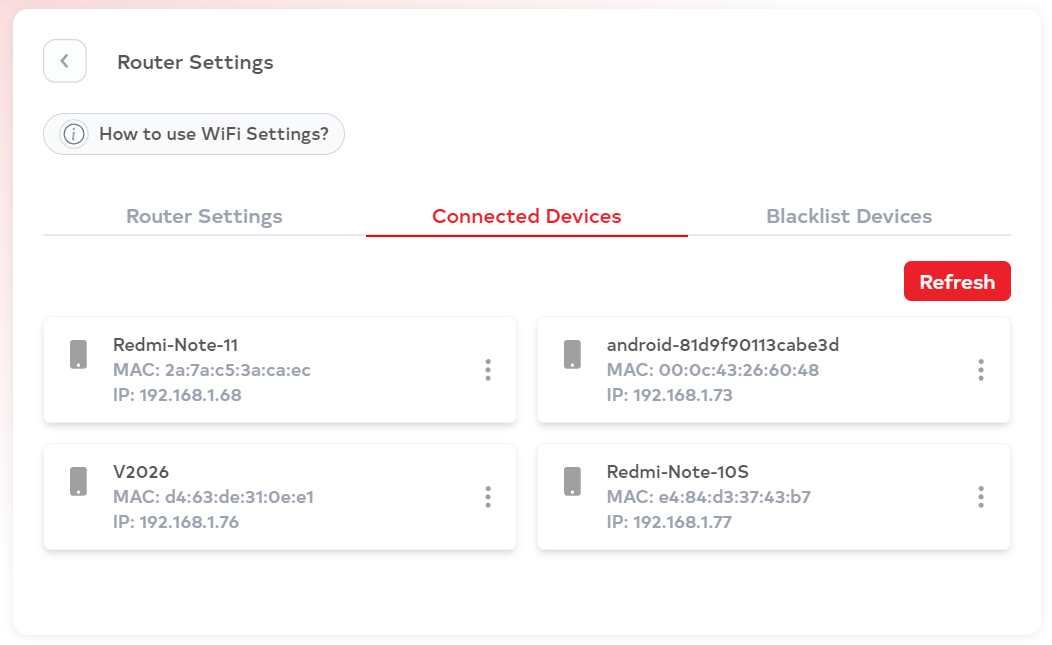 Router Settings
How to use WiFi Settings?
Router Settings
Connected Devices
Blacklist Devices
Refresh
Redmi-Note-11
MAC: 2a:7a:c5:3a:ca:ec
IP: 192.168.1.68
android-81d9f90113cabe3d
MAC: 00:0c:43:26:60:48
IP: 192.168.1.73
V2026
MAC: d4:63:de:31:0e:e1
IP: 192.168.1.76
Redmi-Note-10S
MAC: e4:84:d3:37:43:b7
IP: 192.168.1.77